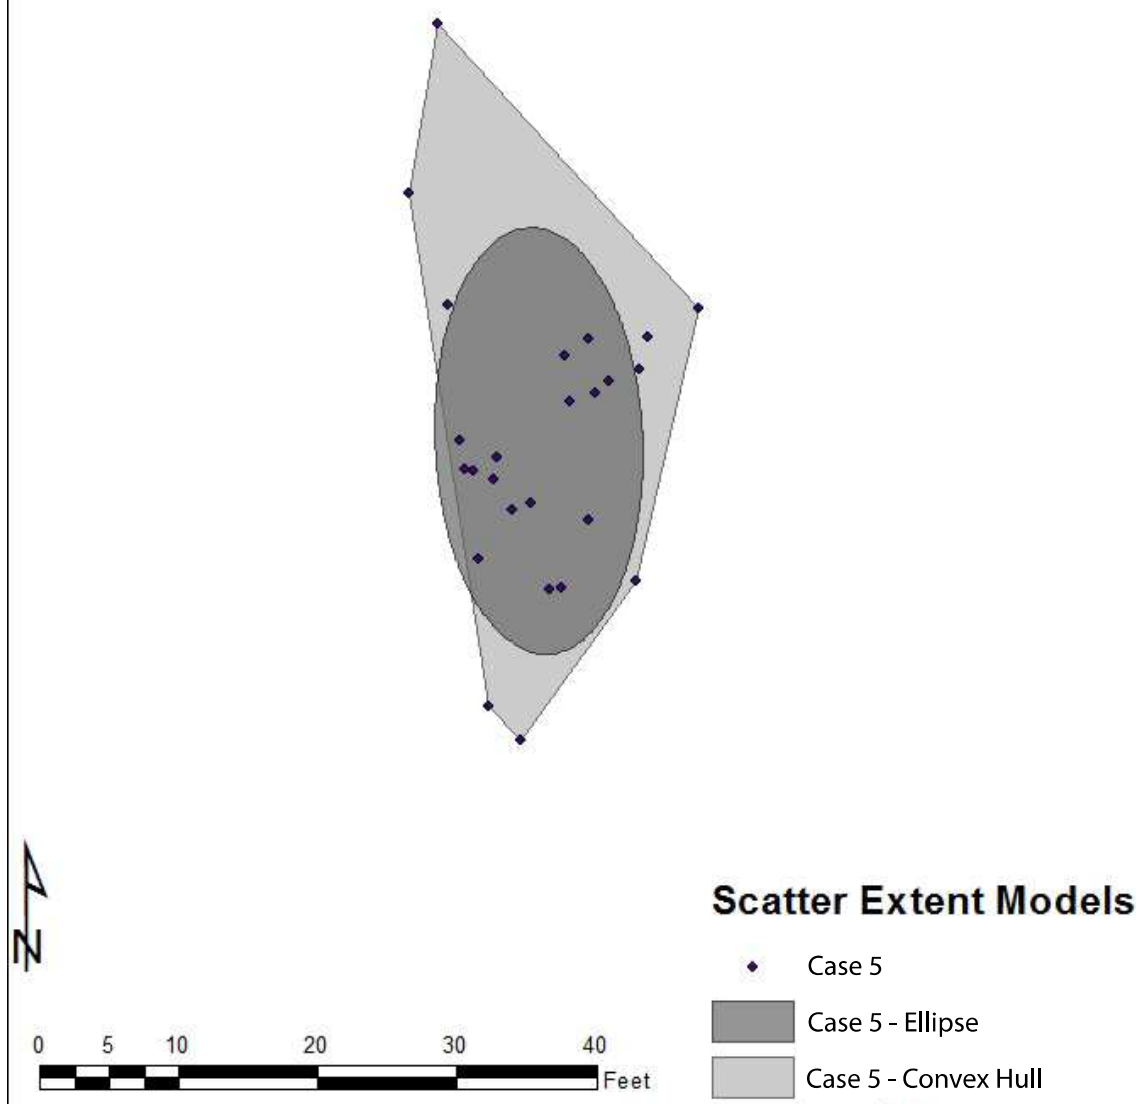 N
Scatter Extent Models
Case 5
Case 5 - Ellipse
Case 5 - Convex Hull
0 5 10 20 30 40
Feet